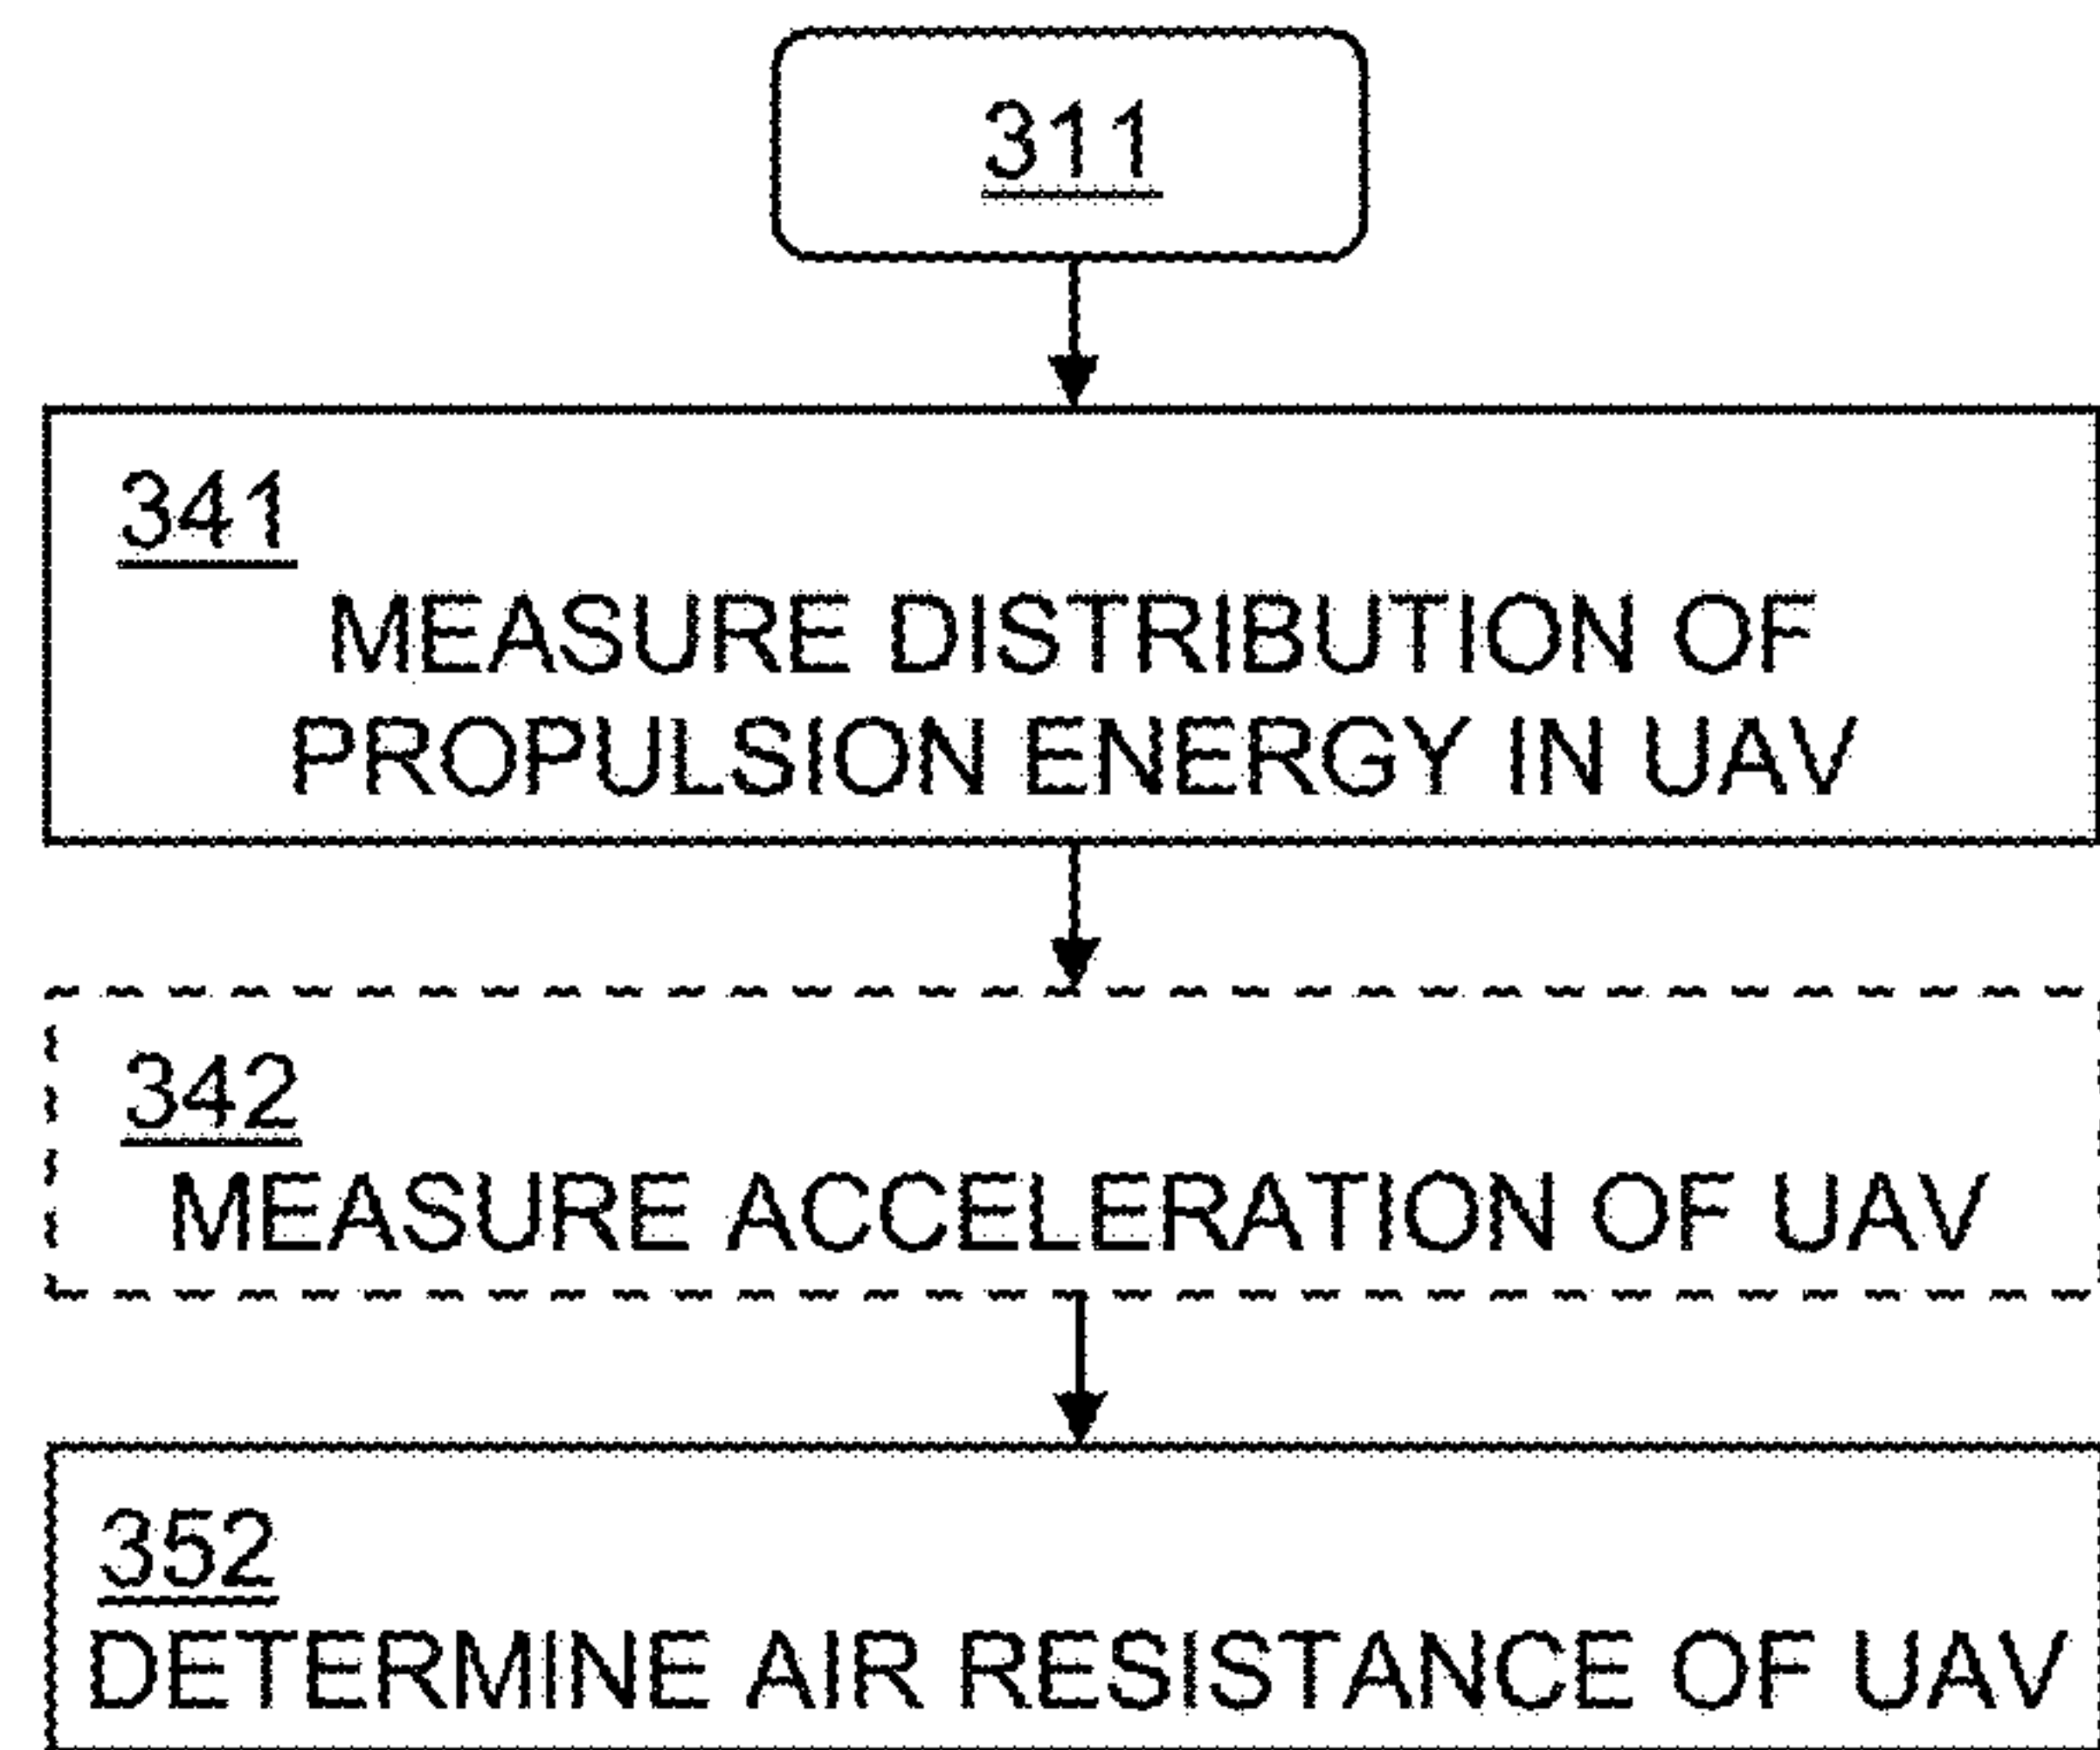 311
341
MEASURE DISTRIBUTION OF
PROPULSION ENERGY IN UAV
342
MEASURE ACCELERATION OF UAV
352
DETERMINE AIR RESISTANCE OF UAV